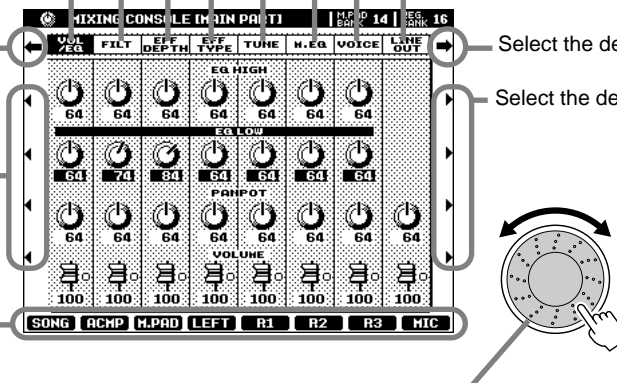 MIXING CONSOLE [MAIN PART] M.PAD BANK 14 REG. BANK 16
VOL/EQ FILT EFF DEPTH EFF TYPE TUNE M.EQ VOICE LINE OUT
Select the de
EQ HIGH
Select the de
64 64 64 64 64 64 64
EQ LOW
64 74 84 64 64 64 64
PANPOT
64 64 64 64 64 64 64 64
VOLUME
100 100 100 100 100 100 100 100
SONG ACMP M.PAD LEFT R1 R2 R3 MIC